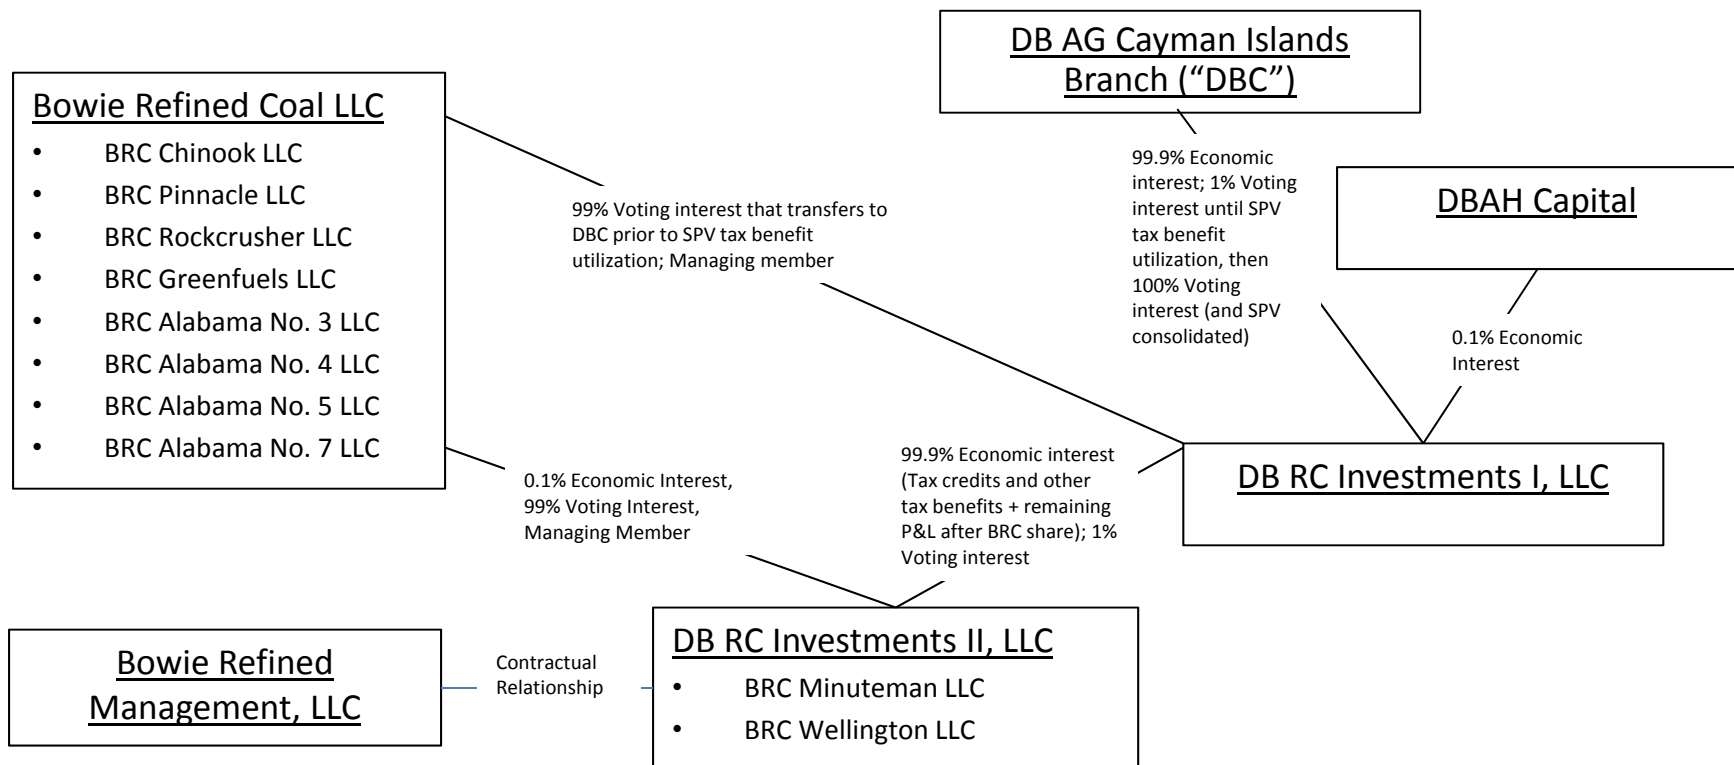 DB AG Cayman Islands
Branch (“DBC”)
Bowie Refined Coal LLC
• BRC Chinook LLC
• BRC Pinnacle LLC
• BRC Rockcrusher LLC
• BRC Greenfuels LLC
• BRC Alabama No. 3 LLC
• BRC Alabama No. 4 LLC
• BRC Alabama No. 5 LLC
• BRC Alabama No. 7 LLC
99% Voting interest that transfers to
DBC prior to SPV tax benefit
utilization; Managing member
99.9% Economic
interest; 1% Voting
interest until SPV
tax benefit
utilization, then
100% Voting
interest (and SPV
consolidated)
DBAH Capital
0.1% Economic
Interest
0.1% Economic Interest,
99% Voting Interest,
Managing Member
99.9% Economic interest
(Tax credits and other
tax benefits + remaining
P&L after BRC share); 1%
Voting interest
DB RC Investments I, LLC
Bowie Refined
Management, LLC
Contractual
Relationship
DB RC Investments II, LLC
• BRC Minuteman LLC
• BRC Wellington LLC